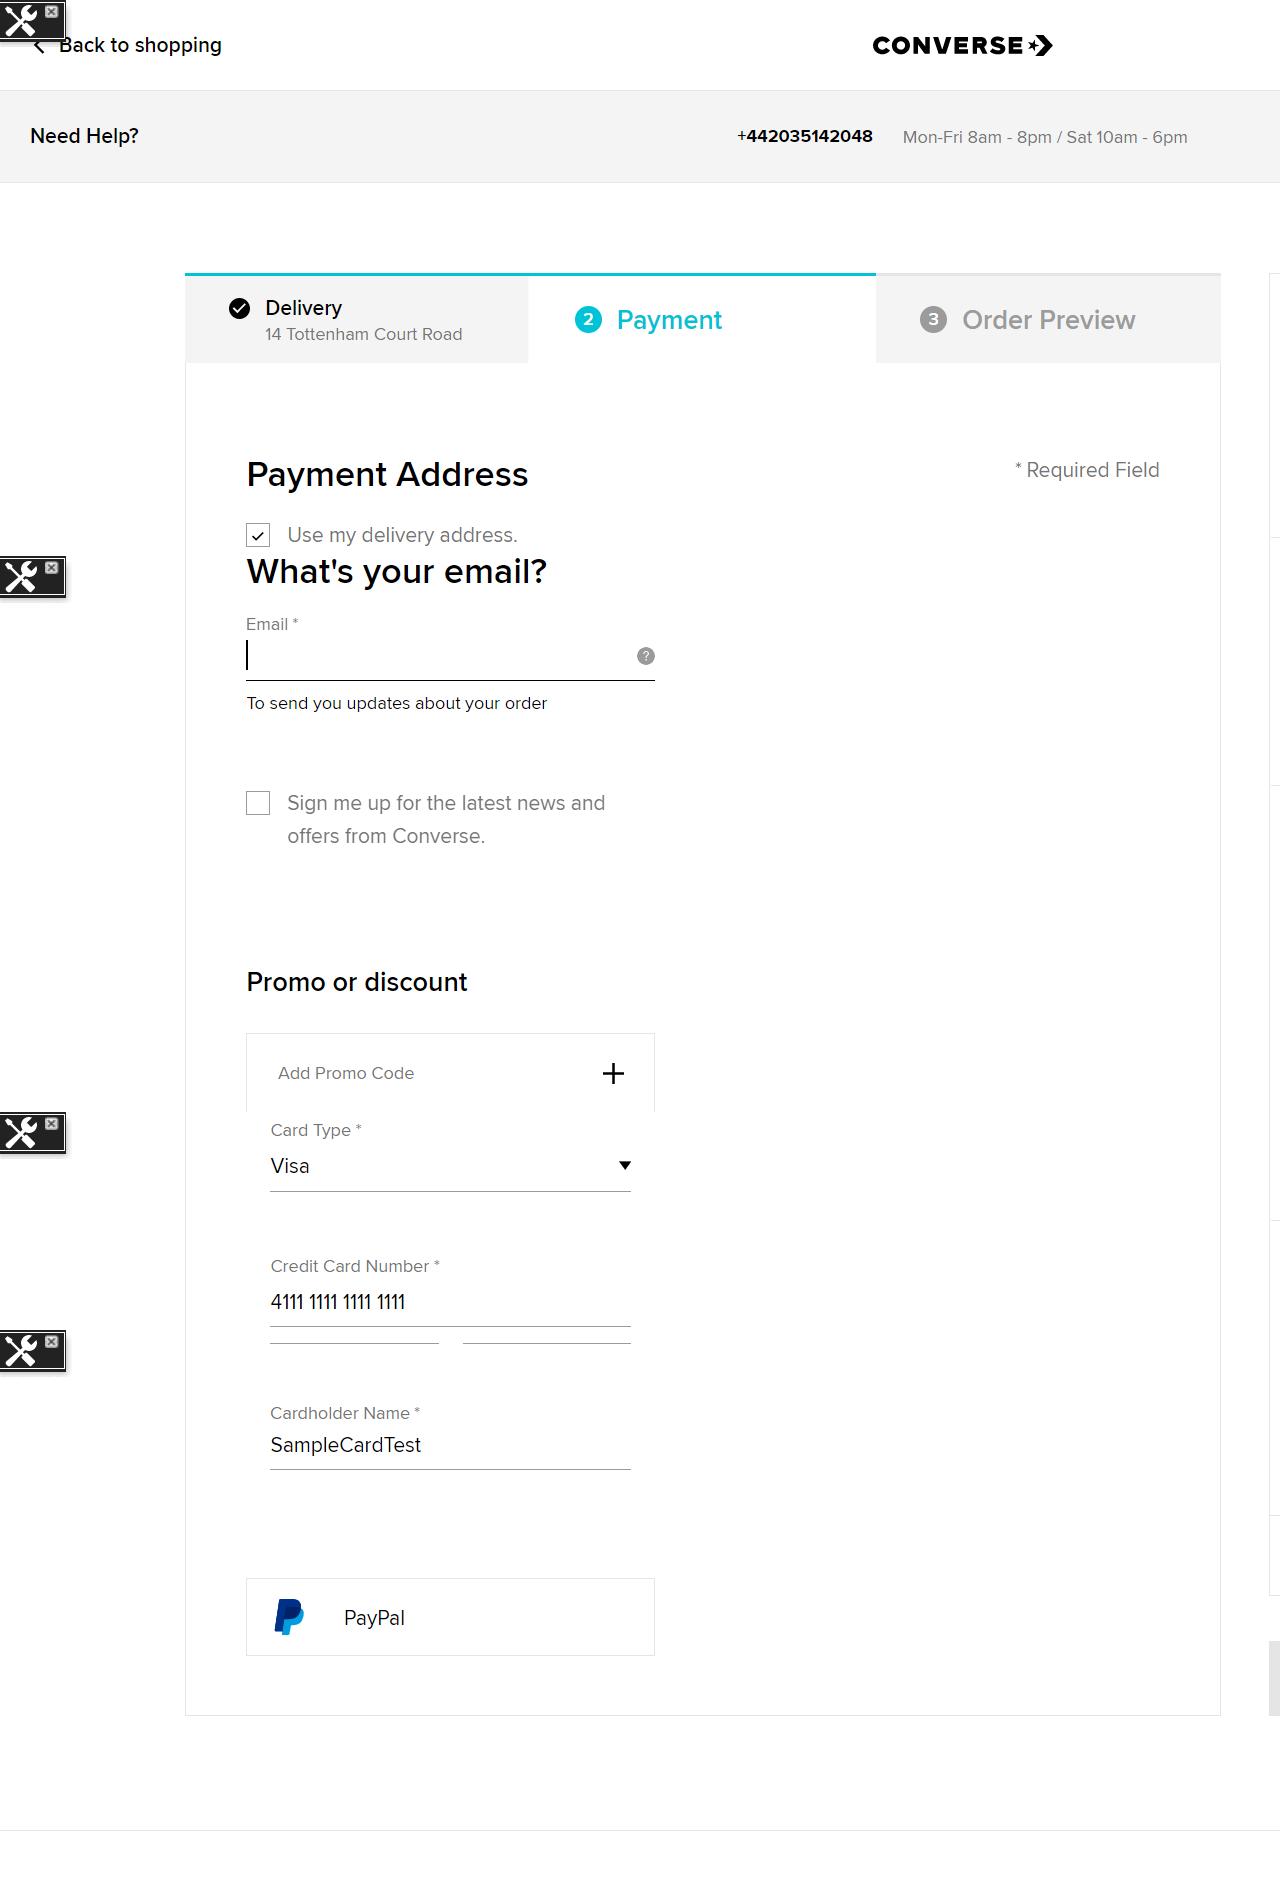 Back to shopping
CONVERSE
Need Help?
+442035142048 Mon-Fri 8am - 8pm / Sat 10am - 6pm
Delivery
14 Tottenham Court Road
2 Payment
3 Order Preview
Payment Address
* Required Field
Use my delivery address.
What's your email?
Email *
?
To send you updates about your order
Sign me up for the latest news and
offers from Converse.
Promo or discount
Add Promo Code
Card Type *
Visa
Credit Card Number *
4111 1111 1111 1111
Cardholder Name *
SampleCardTest
PayPal